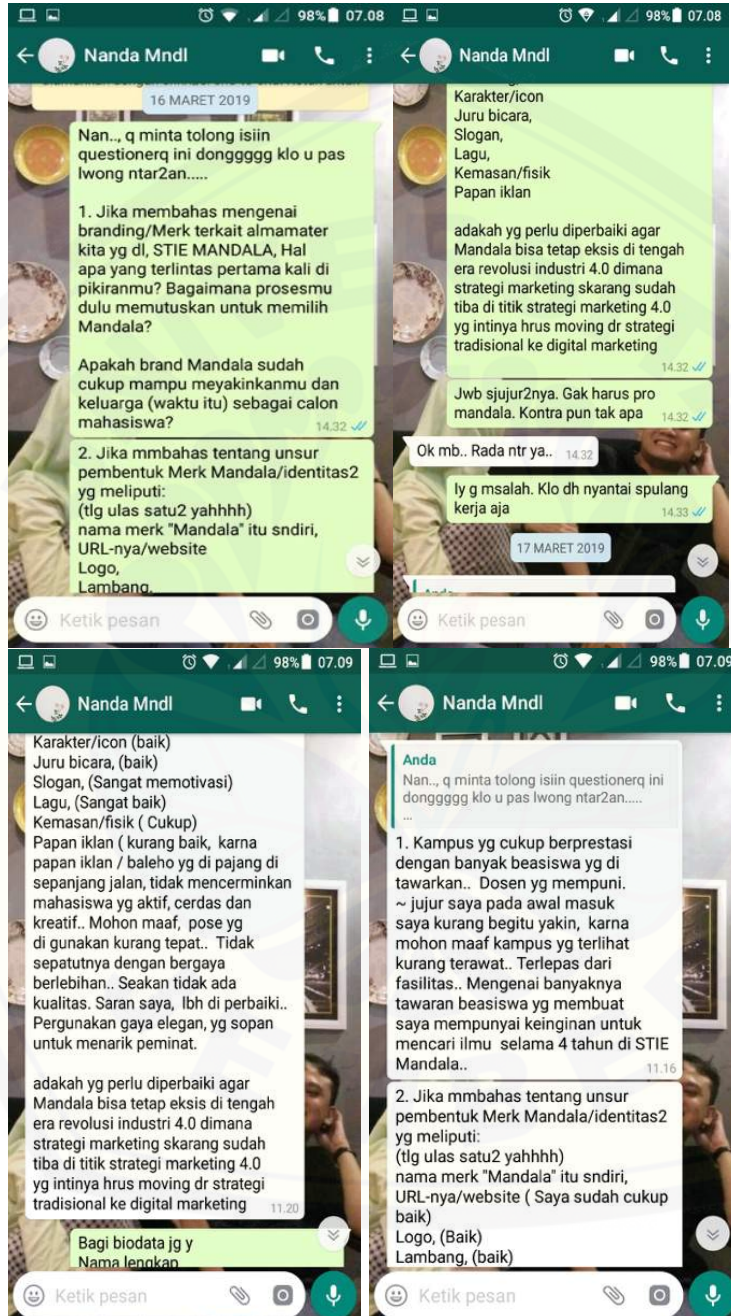 98% 07.08
Nanda Mndl
16 MARET 2019
Nan.., q minta tolong isiin
questionerq ini donggggg klo u pas
lwong ntar2an.....
1. Jika membahas mengenai
branding/Merk terkait almamater
kita yg dl, STIE MANDALA, Hal
apa yang terlintas pertama kali di
pikiranmu? Bagaimana prosesmu
dulu memutuskan untuk memilih
Mandala?
Apakah brand Mandala sudah
cukup mampu meyakinkanmu dan
keluarga (waktu itu) sebagai calon
mahasiswa?
14.32
2. Jika mmbahas tentang unsur
pembentuk Merk Mandala/identitas2
yg meliputi:
(tlg ulas satu2 yahhhh)
nama merk "Mandala" itu sndiri,
URL-nya/website
Logo,
Lambang,
Ketik pesan
98% 07.08
Nanda Mndl
Karakter/icon
Juru bicara,
Slogan,
Lagu,
Kemasan/fisik
Papan iklan
adakah yg perlu diperbaiki agar
Mandala bisa tetap eksis di tengah
era revolusi industri 4.0 dimana
strategi marketing skarang sudah
tiba di titik strategi marketing 4.0
yg intinya hrus moving dr strategi
tradisional ke digital marketing
14.32
Jwb sjujur2nya. Gak harus pro
mandala. Kontra pun tak apa
14.32
Ok mb.. Rada ntr ya..
14.32
Iy g msalah. Klo dh nyantai spulang
kerja aja
14.33
17 MARET 2019
Anda
Ketik pesan
98% 07.09
Nanda Mndl
Karakter/icon (baik)
Juru bicara, (baik)
Slogan, (Sangat memotivasi)
Lagu, (Sangat baik)
Kemasan/fisik ( Cukup)
Papan iklan ( kurang baik, karna
papan iklan / baleho yg di pajang di
sepanjang jalan, tidak mencerminkan
mahasiswa yg aktif, cerdas dan
kreatif.. Mohon maaf, pose yg
di gunakan kurang tepat.. Tidak
sepatutnya dengan bergaya
berlebihan.. Seakan tidak ada
kualitas. Saran saya, lbh di perbaiki..
Pergunakan gaya elegan, yg sopan
untuk menarik peminat.
adakah yg perlu diperbaiki agar
Mandala bisa tetap eksis di tengah
era revolusi industri 4.0 dimana
strategi marketing skarang sudah
tiba di titik strategi marketing 4.0
yg intinya hrus moving dr strategi
tradisional ke digital marketing
11.20
Bagi biodata jg y
Nama lengkap
Ketik pesan
98% 07.09
Nanda Mndl
Anda
Nan.., q minta tolong isiin questionerq ini
donggggg klo u pas lwong ntar2an.....
...
1. Kampus yg cukup berprestasi
dengan banyak beasiswa yg di
tawarkan.. Dosen yg mempuni.
~ jujur saya pada awal masuk
saya kurang begitu yakin, karna
mohon maaf kampus yg terlihat
kurang terawat.. Terlepas dari
fasilitas.. Mengenai banyaknya
tawaran beasiswa yg membuat
saya mempunyai keinginan untuk
mencari ilmu selama 4 tahun di STIE
Mandala..
11.16
2. Jika mmbahas tentang unsur
pembentuk Merk Mandala/identitas2
yg meliputi:
(tlg ulas satu2 yahhhh)
nama merk "Mandala" itu sndiri,
URL-nya/website ( Saya sudah cukup
baik)
Logo, (Baik)
Lambang, (baik)
Ketik pesan